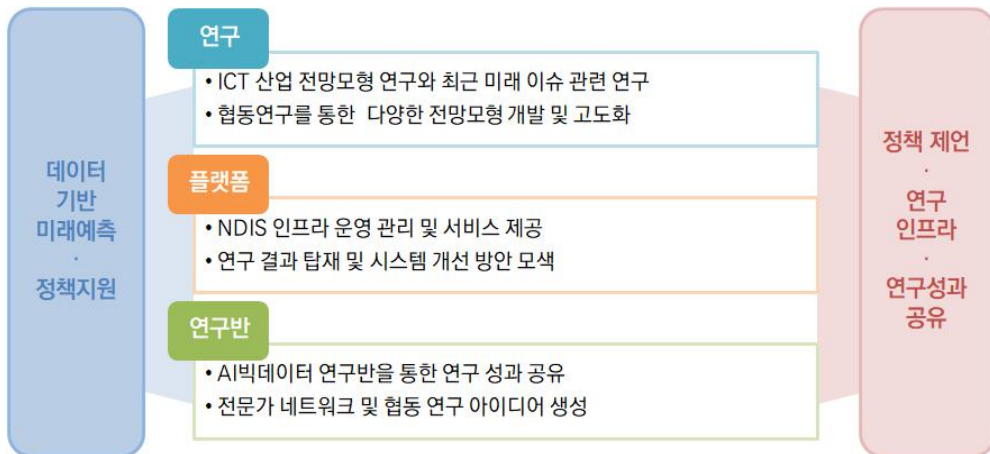 데이터
기반
미래예측
·
정책지원
연구
• ICT 산업 전망모형 연구와 최근 미래 이슈 관련 연구
• 협동연구를 통한 다양한 전망모형 개발 및 고도화
플랫폼
• NDIS 인프라 운영 관리 및 서비스 제공
• 연구 결과 탑재 및 시스템 개선 방안 모색
연구반
• AI빅데이터 연구반을 통한 연구 성과 공유
• 전문가 네트워크 및 협동 연구 아이디어 생성
정책 제언
·
연구
인프라
·
연구성과
공유